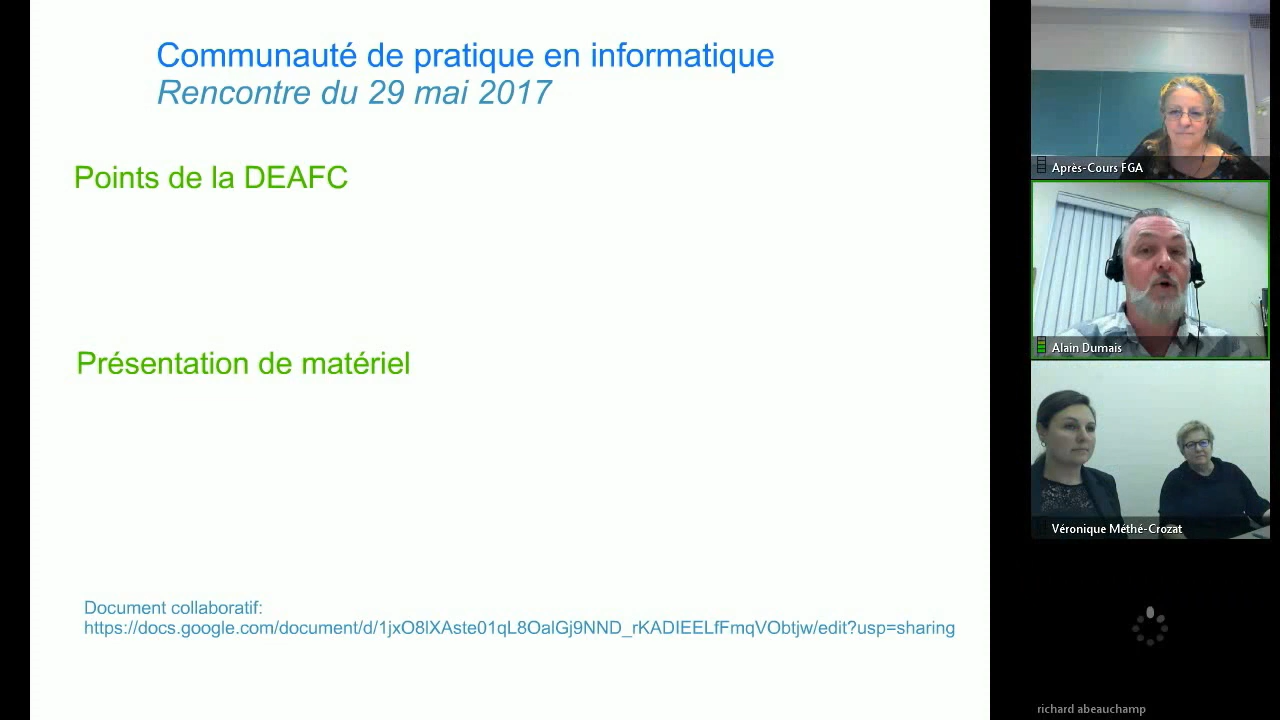 Communauté de pratique en informatique
Rencontre du 29 mai 2017
Points de la DEAFC
Présentation de matériel
Document collaboratif:
https://docs.google.com/document/d/1jxO8lXAste01qL8OalGj9NND_rKADIEELfFmqVObtjw/edit?usp=sharing
Après-Cours FGA
Alain Dumais
Véronique Méthé-Crozat
richard abeauchamp